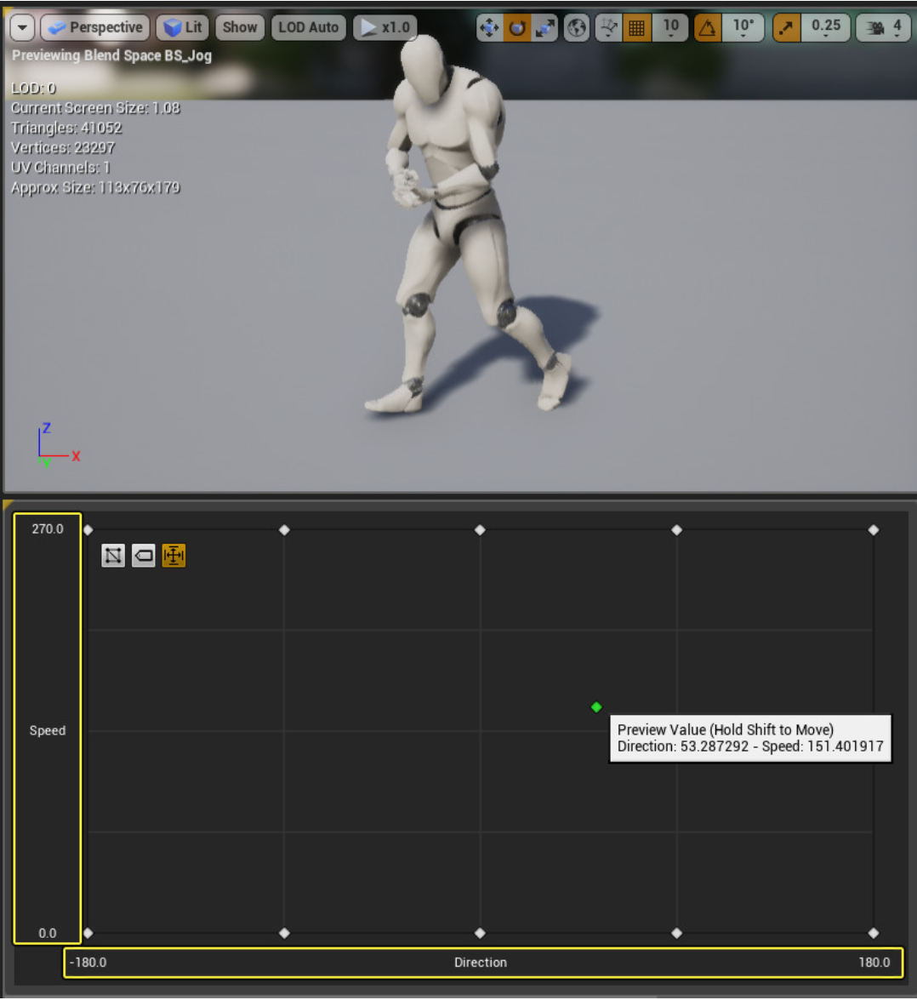 Perspective Lit Show LOD Auto x1.0 10 10° 0.25 4
Previewing Blend Space BS_Jog
LOD: 0
Current Screen Size: 1.08
Triangles: 41052
Vertices: 23297
UV Channels: 1
Approx Size: 113x76x179
Z
X
Y
270.0
Speed
Preview Value (Hold Shift to Move)
Direction: 53.287292 - Speed: 151.401917
0.0
-180.0 Direction 180.0